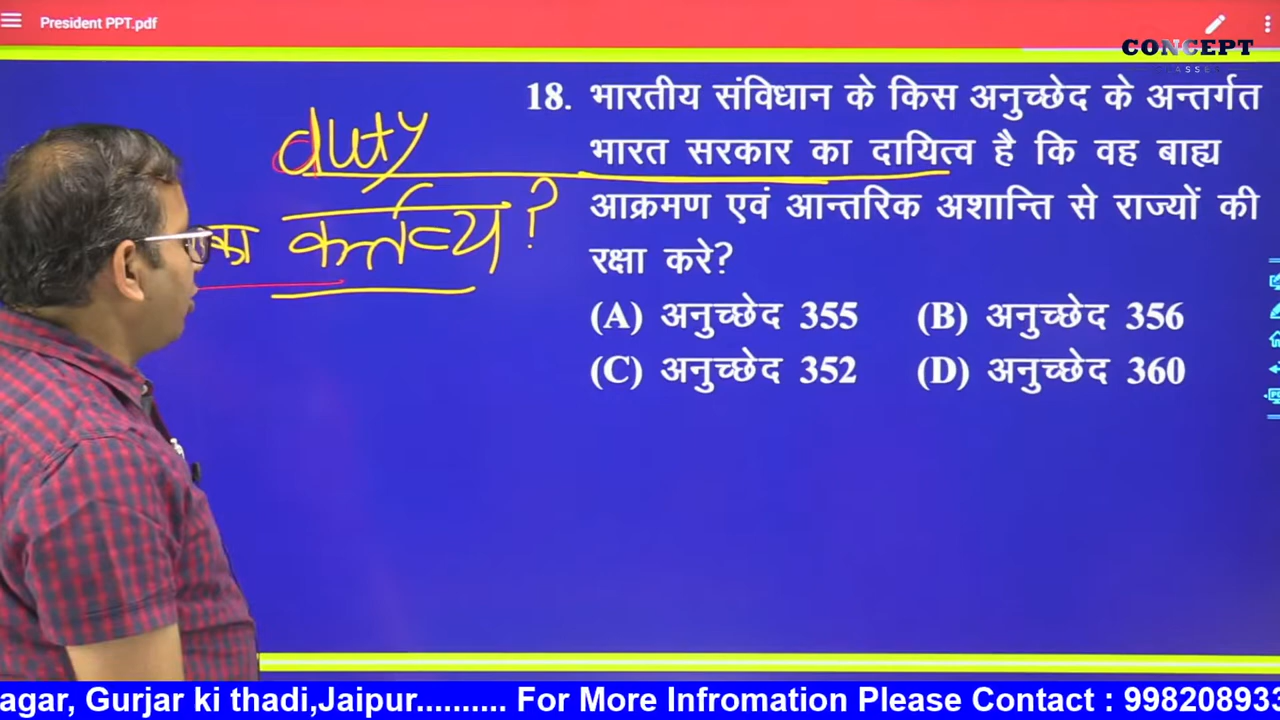 President PPT.pdf
CONCEPT
CLASSES
18. भारतीय संविधान के किस अनुच्छेद के अन्तर्गत
भारत सरकार का दायित्व है कि वह बाह्य
आक्रमण एवं आन्तरिक अशान्ति से राज्यों की
रक्षा करे?
(A) अनुच्छेद 355 (B) अनुच्छेद 356
(C) अनुच्छेद 352 (D) अनुच्छेद 360
duty
का कर्त्तव्य ?
agar, Gurjar ki thadi,Jaipur.......... For More Infromation Please Contact : 99820893